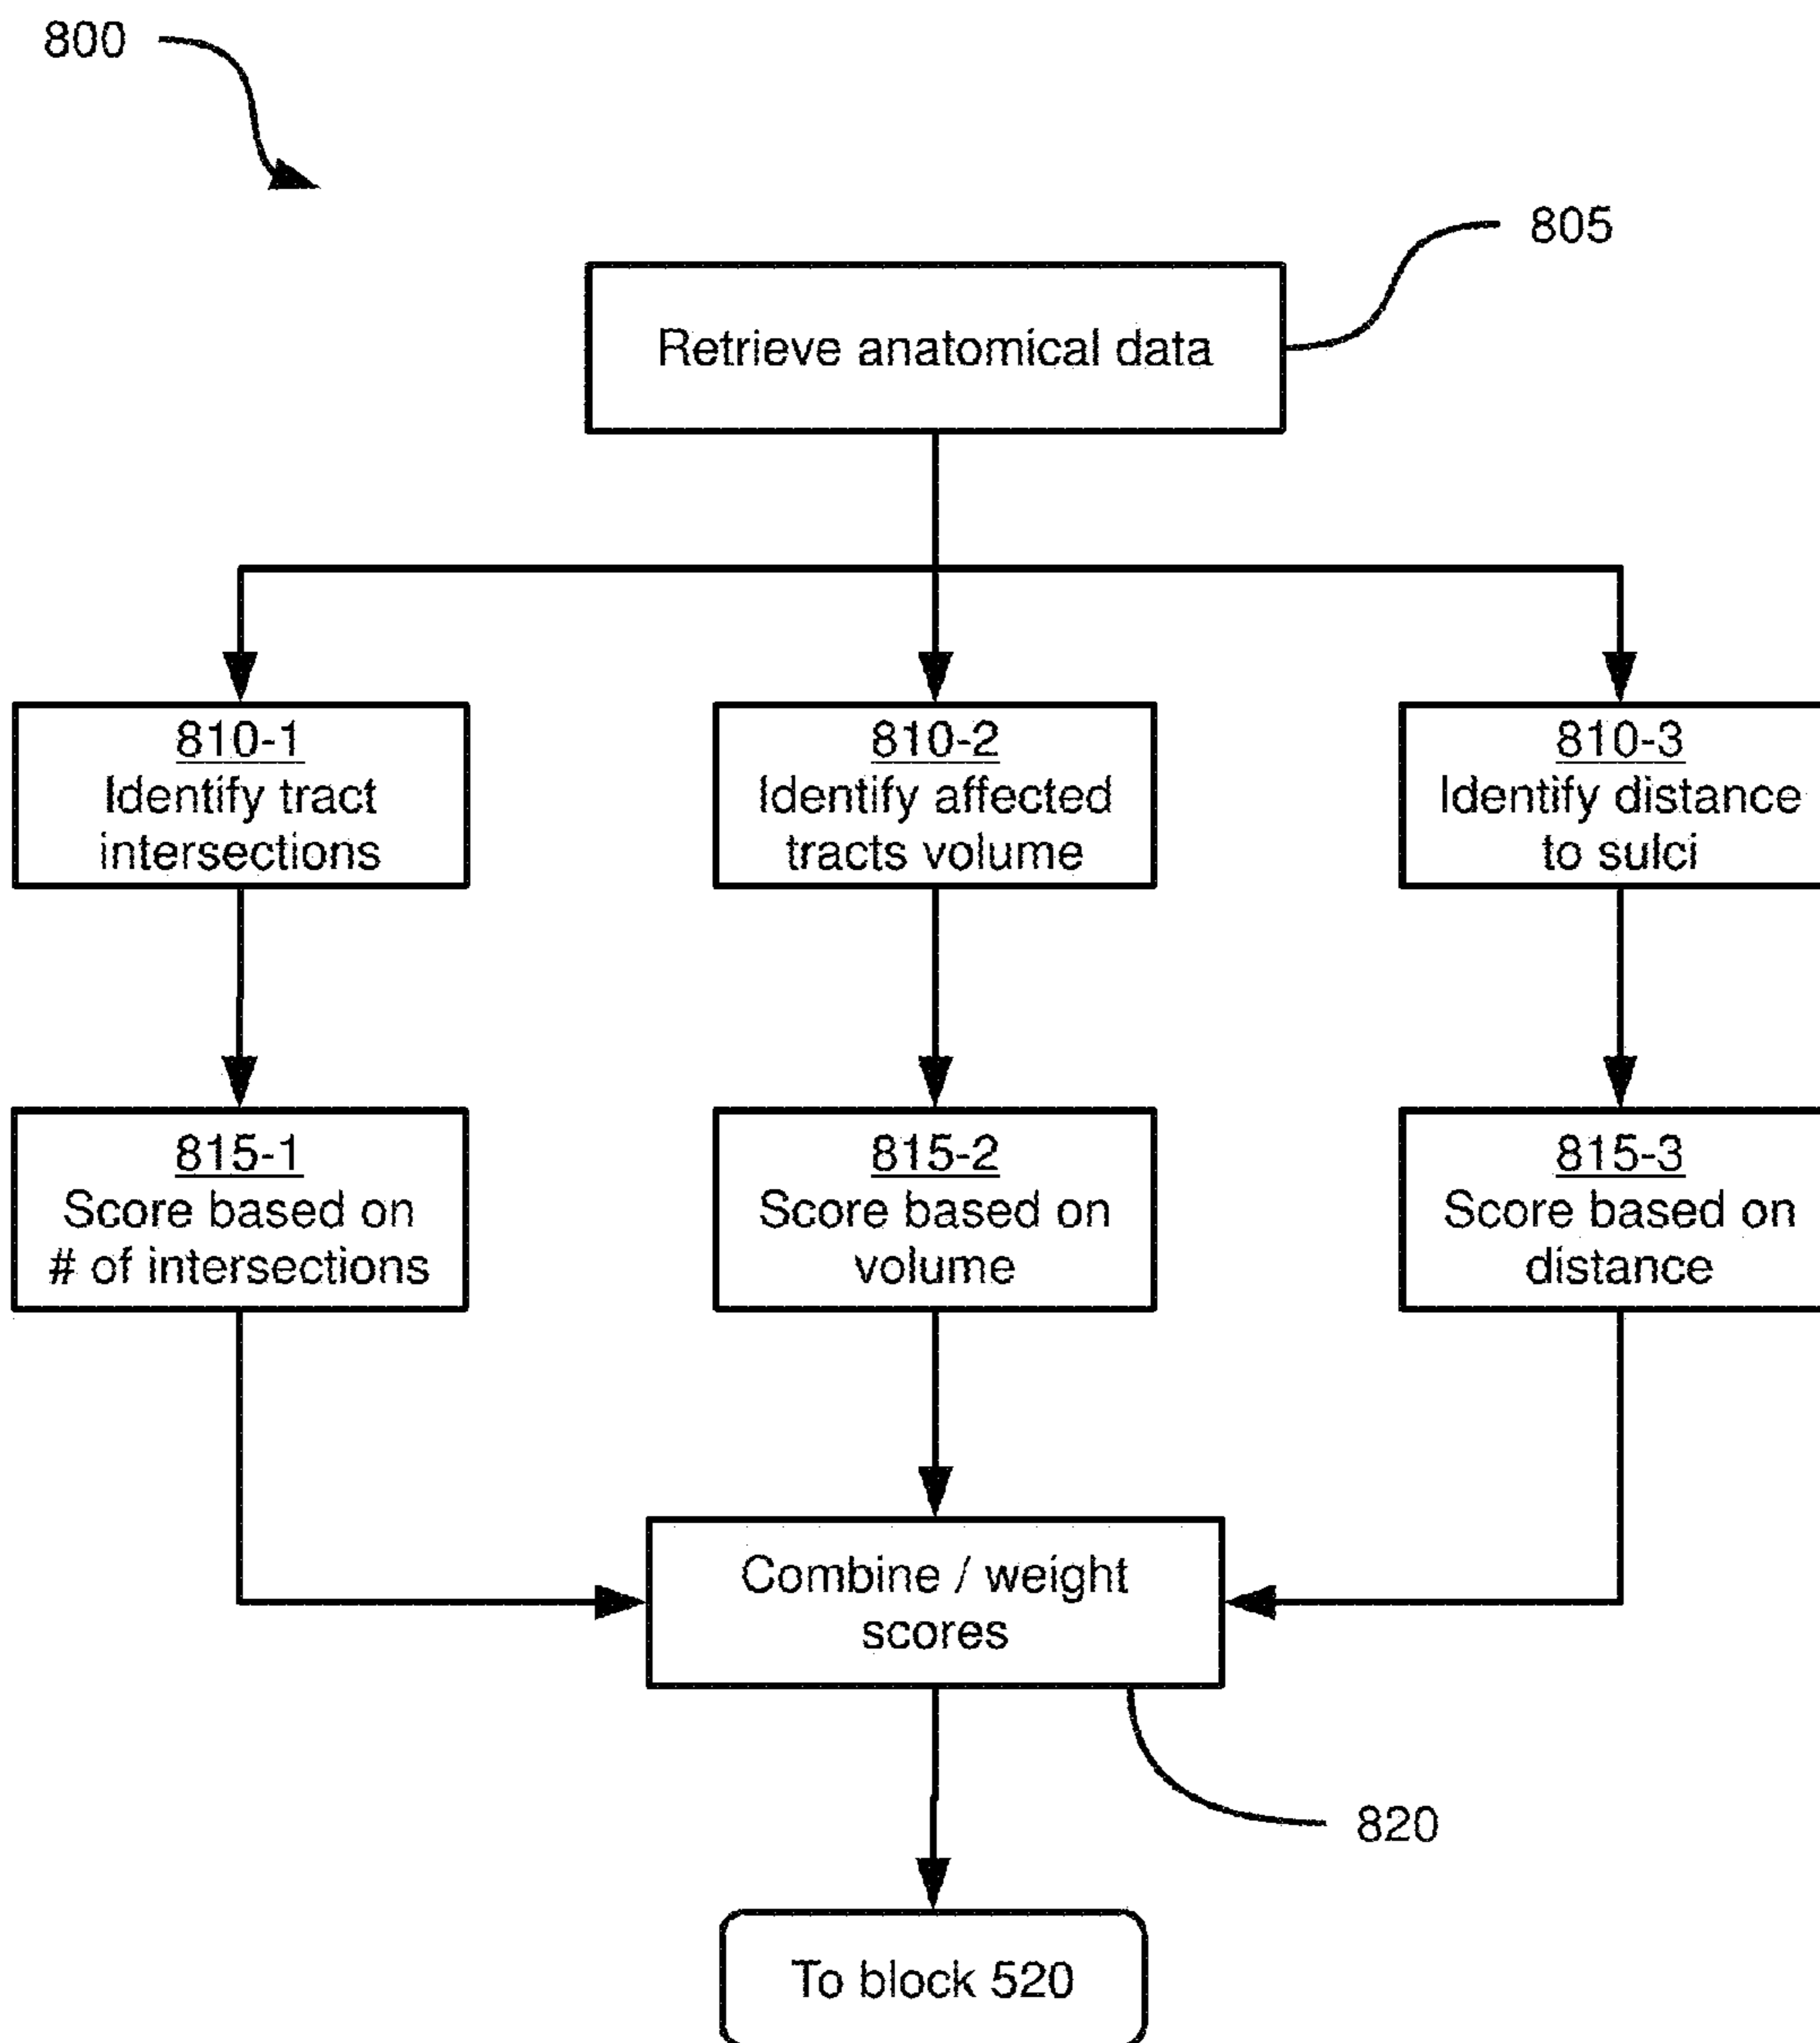 800
805
Retrieve anatomical data
810-1
Identify tract
intersections
810-2
Identify affected
tracts volume
810-3
Identify distance
to sulci
815-1
Score based on
# of intersections
815-2
Score based on
volume
815-3
Score based on
distance
Combine / weight
scores
820
To block 520